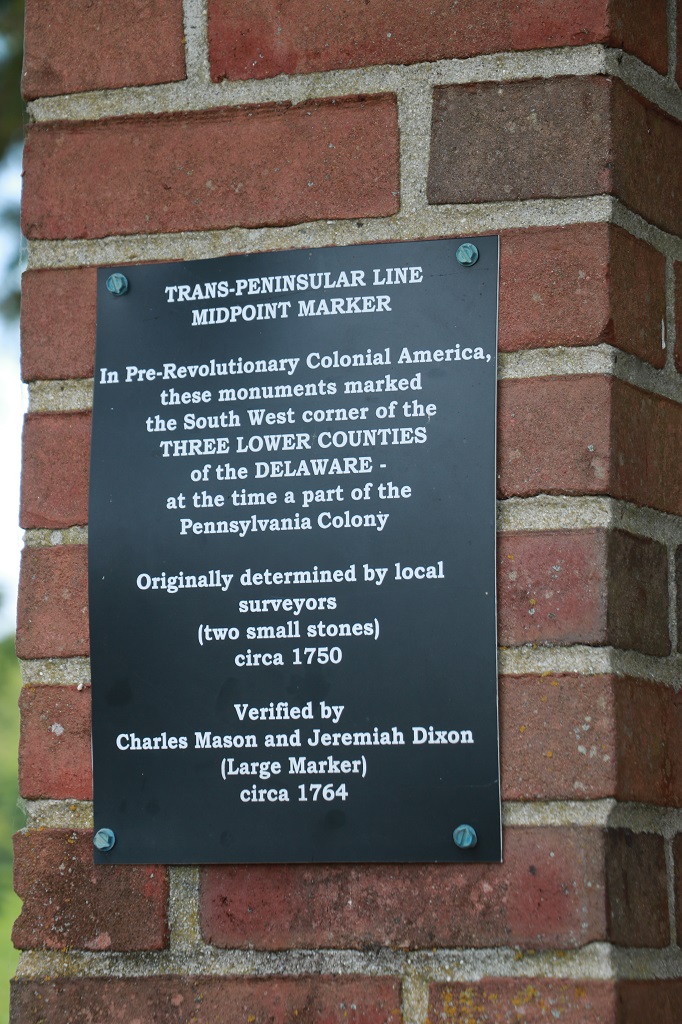 TRANS-PENINSULAR LINE
MIDPOINT MARKER
In Pre-Revolutionary Colonial America,
these monuments marked
the South West corner of the
THREE LOWER COUNTIES
of the DELAWARE -
at the time a part of the
Pennsylvania Colony
Originally determined by local
surveyors
(two small stones)
circa 1750
Verified by
Charles Mason and Jeremiah Dixon
(Large Marker)
circa 1764